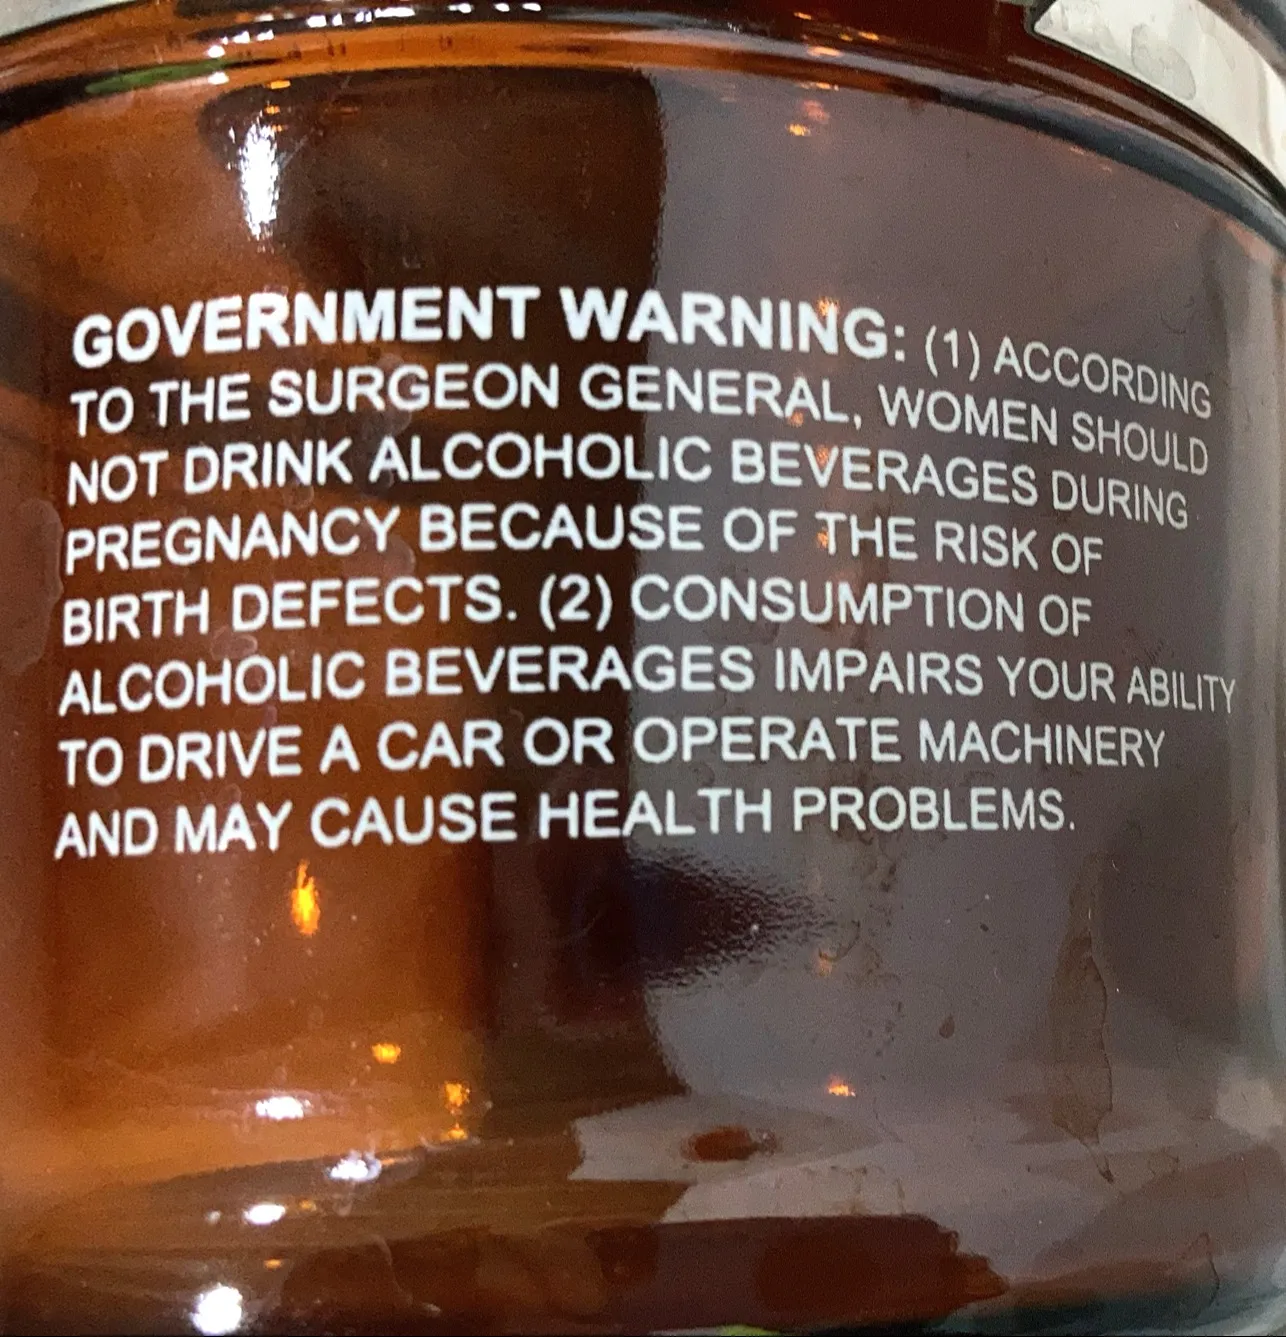 GOVERNMENT WARNING: (1) ACCORDING
TO THE SURGEON GENERAL, WOMEN SHOULD
NOT DRINK ALCOHOLIC BEVERAGES DURING
PREGNANCY BECAUSE OF THE RISK OF
BIRTH DEFECTS. (2) CONSUMPTION OF
ALCOHOLIC BEVERAGES IMPAIRS YOUR ABILITY
TO DRIVE A CAR OR OPERATE MACHINERY
AND MAY CAUSE HEALTH PROBLEMS.